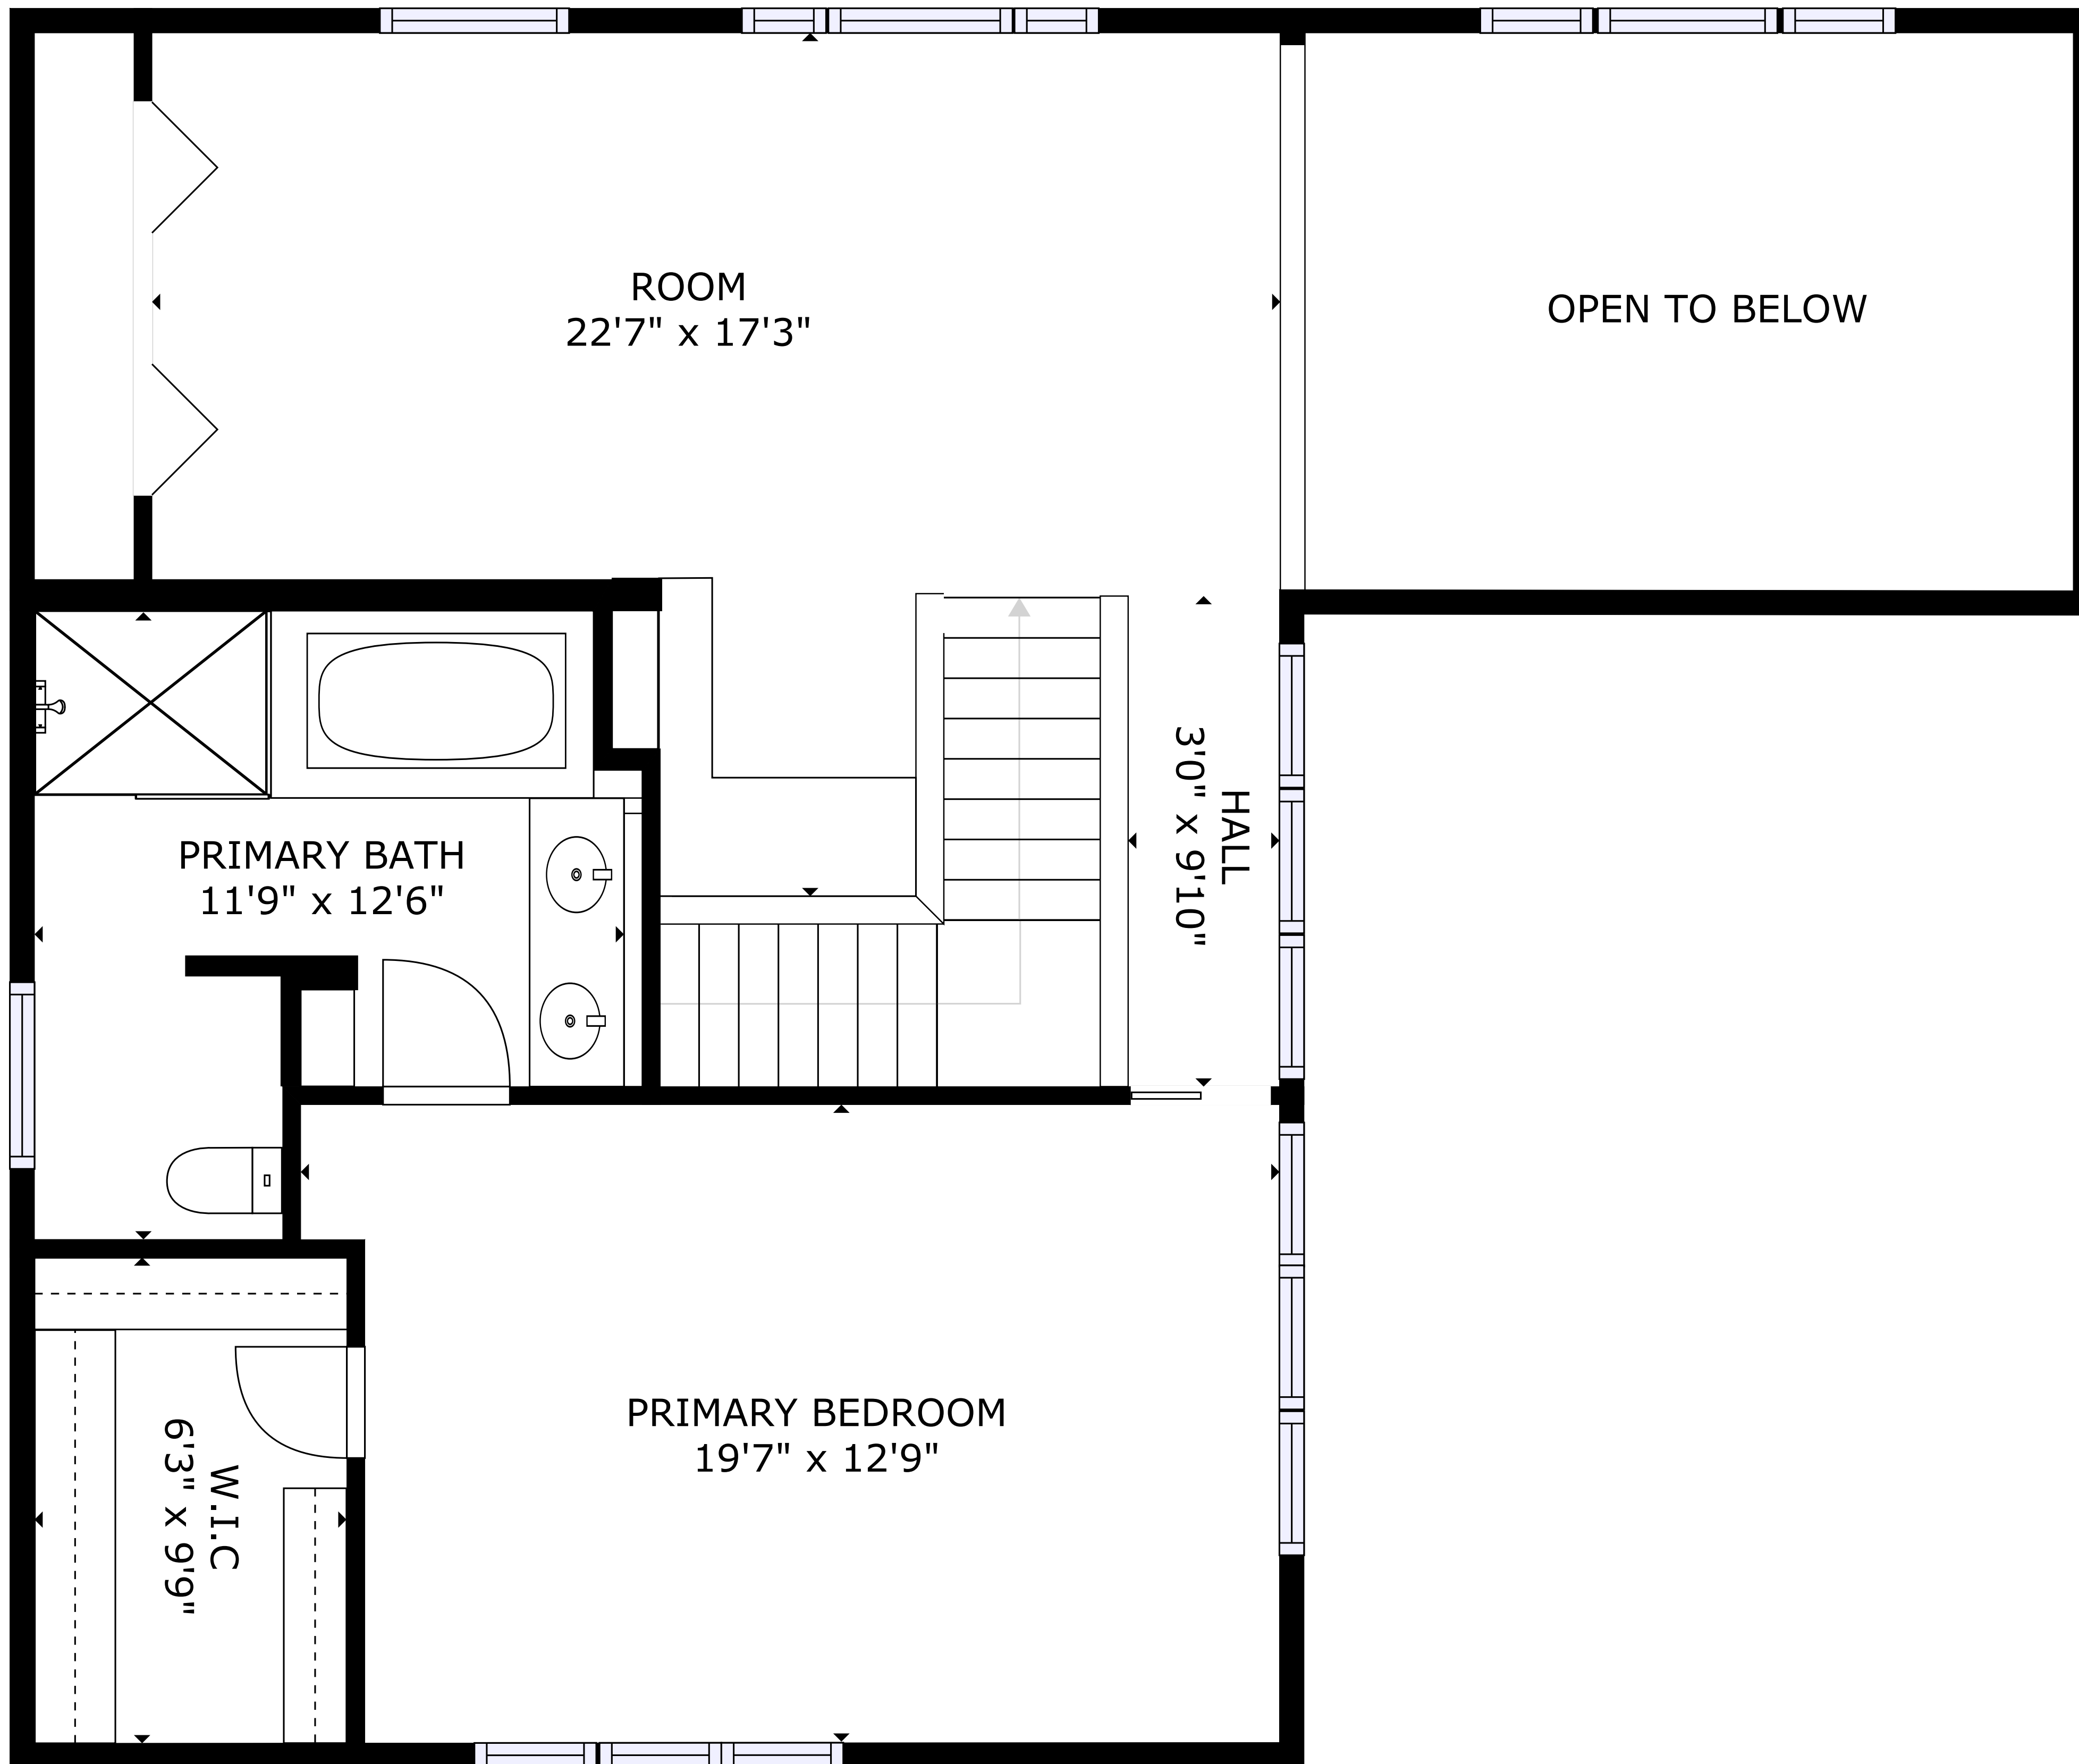 ROOM
22'7" x 17'3"
OPEN TO BELOW
PRIMARY BATH
11'9" x 12'6"
HALL
3'0" x 9'10"
PRIMARY BEDROOM
19'7" x 12'9"
W.I.C
6'3" x 9'9"